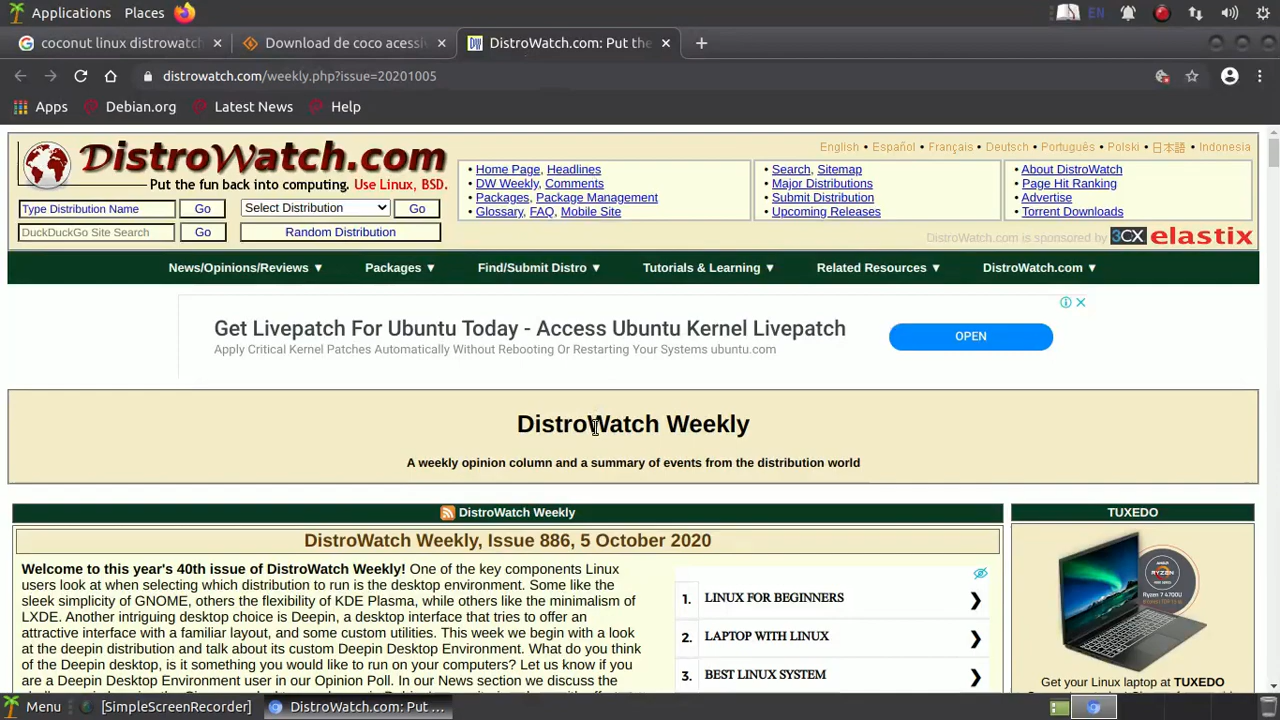 Applications Places EN
coconut linux distrowatch × Download de coco acessi × DistroWatch.com: Put the × +
distrowatch.com/weekly.php?issue=20201005
Apps Debian.org Latest News Help
DistroWatch.com
Put the fun back into computing. Use Linux, BSD.
Type Distribution Name Go Select Distribution Go
DuckDuckGo Site Search Go Random Distribution
• Home Page, Headlines
• DW Weekly, Comments
• Packages, Package Management
• Glossary, FAQ, Mobile Site
• Search, Sitemap
• Major Distributions
• Submit Distribution
• Upcoming Releases
English • Español • Français • Deutsch • Português • Polski • 日本語 • Indonesia
• About DistroWatch
• Page Hit Ranking
• Advertise
• Torrent Downloads
DistroWatch.com is sponsored by 3CX elastix
News/Opinions/Reviews ▼ Packages ▼ Find/Submit Distro ▼ Tutorials & Learning ▼ Related Resources ▼ DistroWatch.com ▼
Get Livepatch For Ubuntu Today - Access Ubuntu Kernel Livepatch
Apply Critical Kernel Patches Automatically Without Rebooting Or Restarting Your Systems ubuntu.com
OPEN
DistroWatch Weekly
A weekly opinion column and a summary of events from the distribution world
DistroWatch Weekly
DistroWatch Weekly, Issue 886, 5 October 2020
Welcome to this year's 40th issue of DistroWatch Weekly! One of the key components Linux
users look at when selecting which distribution to run is the desktop environment. Some like the
sleek simplicity of GNOME, others the flexibility of KDE Plasma, while others like the minimalism of
LXDE. Another intriguing desktop choice is Deepin, a desktop interface that tries to offer an
attractive interface with a familiar layout, and some custom utilities. This week we begin with a look
at the deepin distribution and talk about its custom Deepin Desktop Environment. What do you think
of the Deepin desktop, is it something you would like to run on your computers? Let us know if you
are a Deepin Desktop Environment user in our Opinion Poll. In our News section we discuss the
1. LINUX FOR BEGINNERS ❯
2. LAPTOP WITH LINUX ❯
3. BEST LINUX SYSTEM ❯
TUXEDO
AMD
RYZEN
Ryzen 7 4700U
Get your Linux laptop at TUXEDO
Menu [SimpleScreenRecorder] DistroWatch.com: Put ...